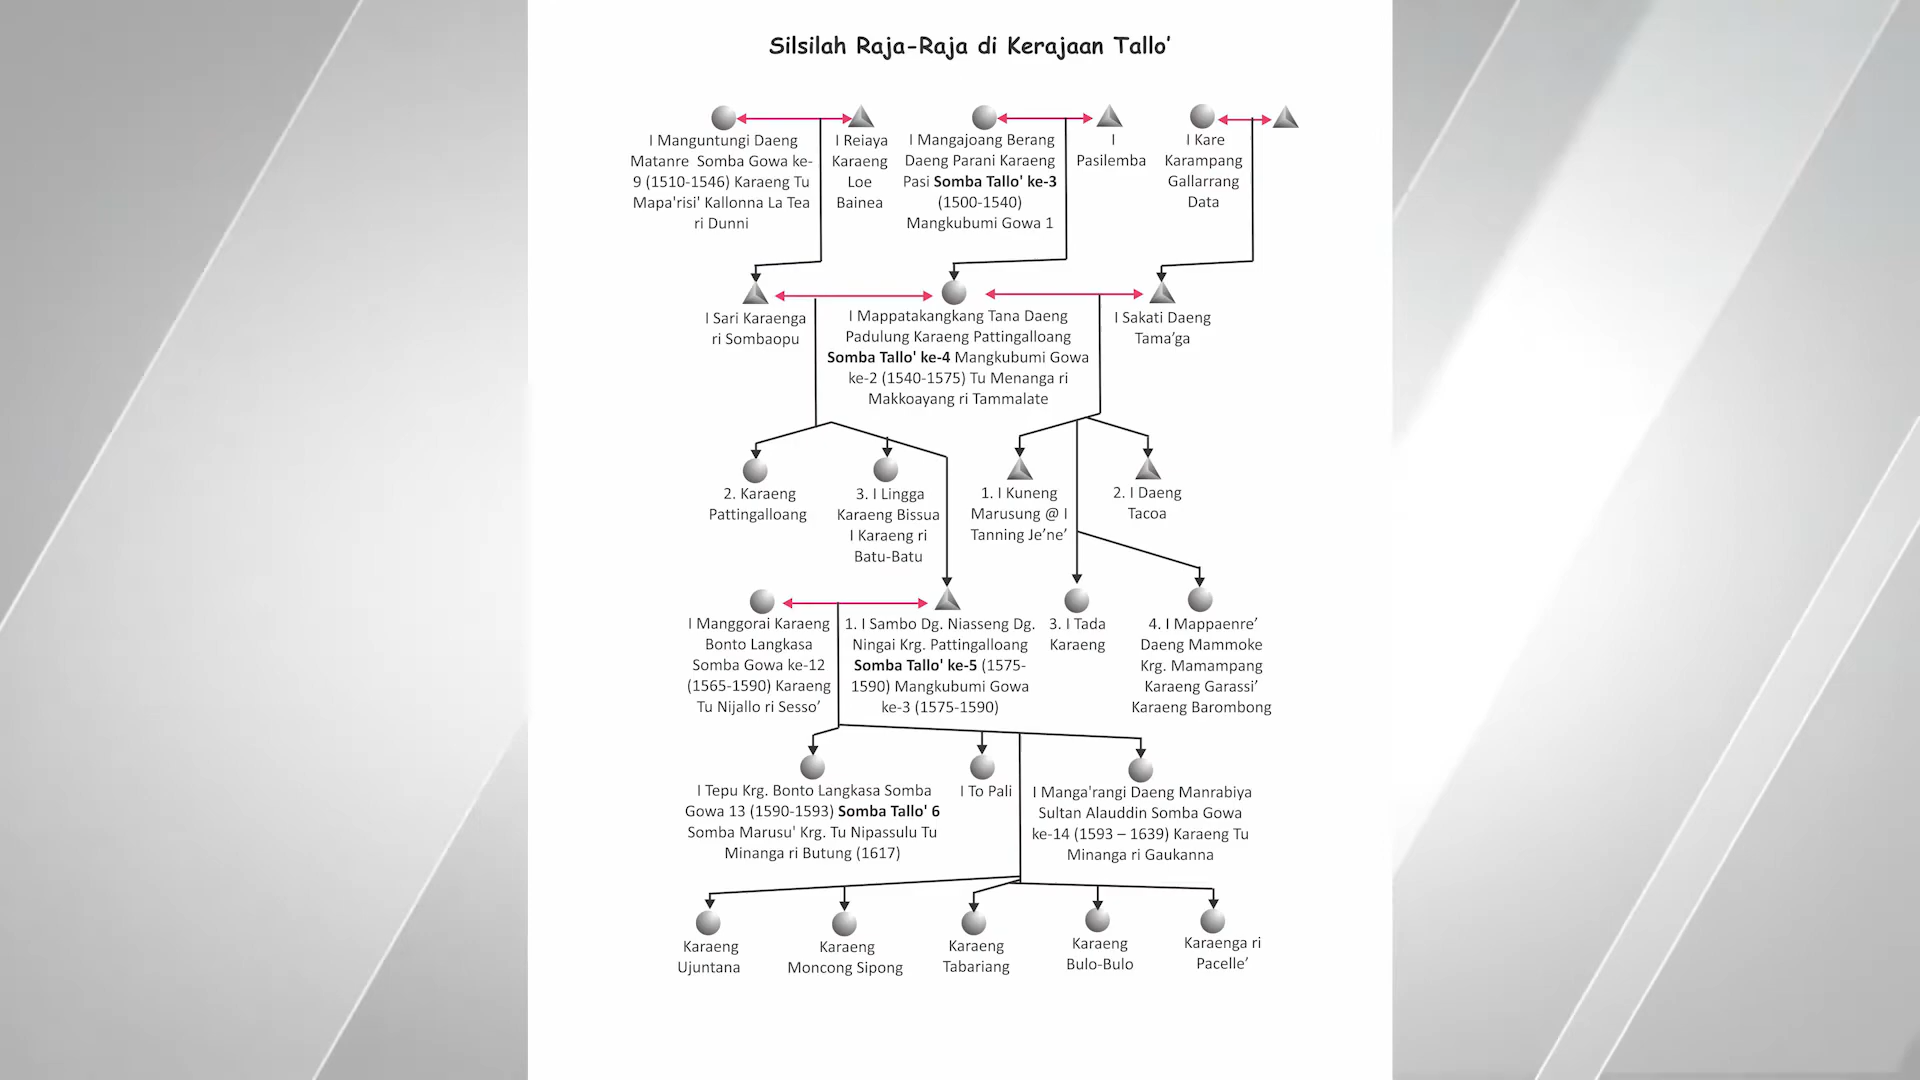 Silsilah Raja-Raja di Kerajaan Tallo'
I Manguntungi Daeng
Matanre Somba Gowa ke-
9 (1510-1546) Karaeng Tu
Mapa'risi' Kallonna La Tea
ri Dunni
I Reiaya
Karaeng
Loe
Bainea
I Mangajoang Berang
Daeng Parani Karaeng
Pasi Somba Tallo' ke-3
(1500-1540)
Mangkubumi Gowa 1
I
Pasilemba
I Kare
Karampang
Gallarrang
Data
I Sari Karaenga
ri Sombaopu
I Mappatakangkang Tana Daeng
Padulung Karaeng Pattingalloang
Somba Tallo' ke-4 Mangkubumi Gowa
ke-2 (1540-1575) Tu Menanga ri
Makkoayang ri Tammalate
I Sakati Daeng
Tama’ga
2. Karaeng
Pattingalloang
3. I Lingga
Karaeng Bissua
I Karaeng ri
Batu-Batu
1. I Kuneng
Marusung @ I
Tanning Je’ne’
2. I Daeng
Tacoa
I Manggorai Karaeng
Bonto Langkasa
Somba Gowa ke-12
(1565-1590) Karaeng
Tu Nijallo ri Sesso’
1. I Sambo Dg. Niasseng Dg.
Ningai Krg. Pattingalloang
Somba Tallo' ke-5 (1575-
1590) Mangkubumi Gowa
ke-3 (1575-1590)
3. I Tada
Karaeng
4. I Mappaenre’
Daeng Mammoke
Krg. Mamampang
Karaeng Garassi’
Karaeng Barombong
I Tepu Krg. Bonto Langkasa Somba
Gowa 13 (1590-1593) Somba Tallo' 6
Somba Marusu' Krg. Tu Nipassulu Tu
Minanga ri Butung (1617)
I To Pali
I Manga'rangi Daeng Manrabiya
Sultan Alauddin Somba Gowa
ke-14 (1593 – 1639) Karaeng Tu
Minanga ri Gaukanna
Karaeng
Ujuntana
Karaeng
Moncong Sipong
Karaeng
Tabariang
Karaeng
Bulo-Bulo
Karaenga ri
Pacelle’